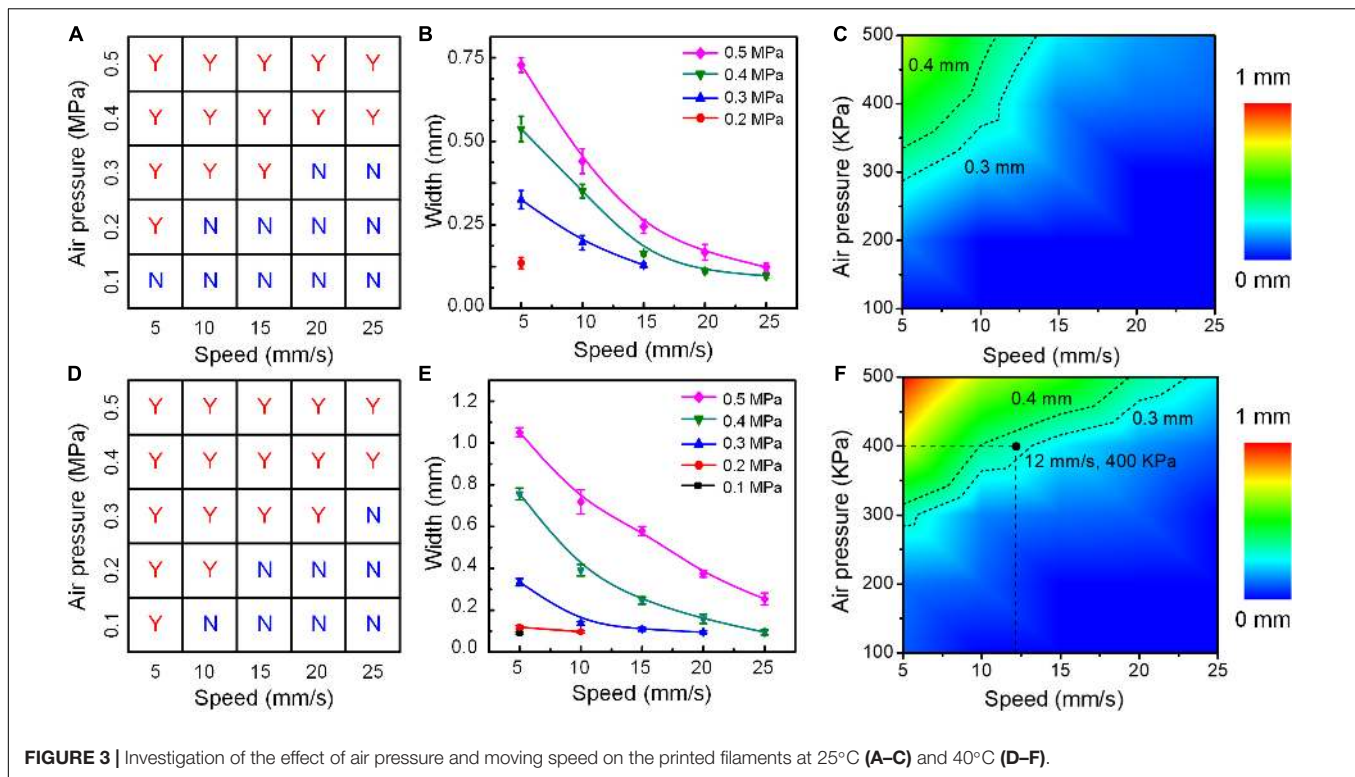 A
Air pressure (MPa)
0.5 Y Y Y Y Y
0.4 Y Y Y Y Y
0.3 Y Y Y N N
0.2 Y N N N N
0.1 N N N N N
5 10 15 20 25
Speed (mm/s)
B
Width (mm)
0.75
0.50
0.25
0.00
0.5 MPa
0.4 MPa
0.3 MPa
0.2 MPa
5 10 15 20 25
Speed (mm/s)
C
Air pressure (KPa)
500
400
300
200
100
0.4 mm
0.3 mm
5 10 15 20 25
Speed (mm/s)
1 mm
0 mm
D
Air pressure (MPa)
0.5 Y Y Y Y Y
0.4 Y Y Y Y Y
0.3 Y Y Y Y N
0.2 Y Y N N N
0.1 Y N N N N
5 10 15 20 25
Speed (mm/s)
E
Width (mm)
1.2
1.0
0.8
0.6
0.4
0.2
0.0
0.5 MPa
0.4 MPa
0.3 MPa
0.2 MPa
0.1 MPa
5 10 15 20 25
Speed (mm/s)
F
Air pressure (KPa)
500
400
300
200
100
0.4 mm
0.3 mm
12 mm/s, 400 KPa
5 10 15 20 25
Speed (mm/s)
1 mm
0 mm
FIGURE 3 | Investigation of the effect of air pressure and moving speed on the printed filaments at 25°C (A–C) and 40°C (D–F).